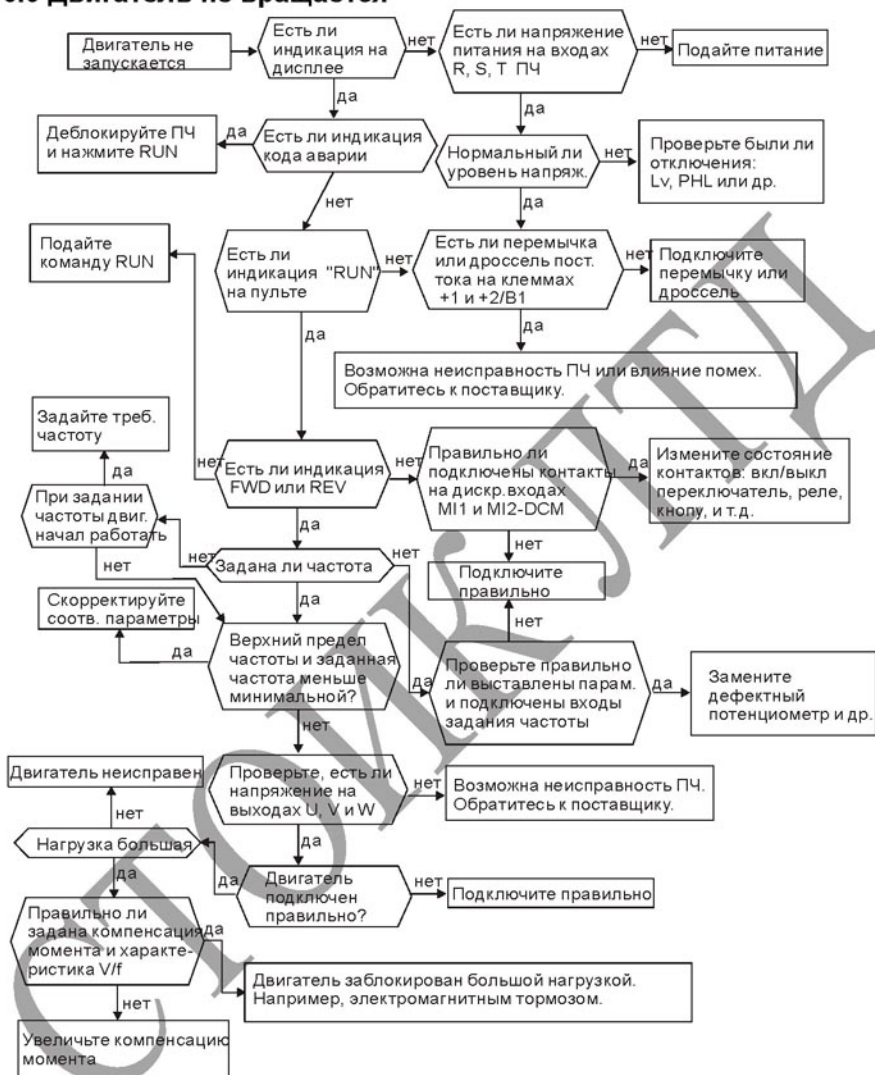 Двигатель не вращается
Двигатель не
запускается
Есть ли
индикация на
дисплее
нет
Есть ли напряжение
питания на входах
R, S, T ПЧ
нет
Подайте питание
да
да
Деблокируйте ПЧ
и нажмите RUN
да
Есть ли индикация
кода аварии
Нормальный ли
уровень напряж.
нет
Проверьте были ли
отключения:
Lv, PHL или др.
нет
да
Подайте
команду RUN
Есть ли
индикация "RUN"
на пульте
нет
Есть ли перемычка
или дроссель пост.
тока на клеммах
+1 и +2/B1
нет
Подключите
перемычку или
дроссель
да
да
Возможна неисправность ПЧ или влияние помех.
Обратитесь к поставщику.
Задайте треб.
частоту
да
нет
Есть ли индикация
FWD или REV
нет
Правильно ли
подключены контакты
на дискр. входах
MI1 и MI2-DCM
да
Измените состояние
контактов: вкл/выкл
переключатель, реле,
кнопу, и т.д.
При задании
частоты двиг.
начал работать
да
нет
нет
Задана ли частота
нет
нет
Подключите
правильно
Скорректируйте
соотв. параметры
да
нет
да
Верхний предел
частоты и заданная
частота меньше
минимальной?
да
Проверьте правильно
ли выставлены парам.
и подключены входы
задания частоты
да
Замените
дефектный
потенциометр и др.
нет
Двигатель неисправен
Проверьте, есть ли
напряжение на
выходах U, V и W
нет
Возможна неисправность ПЧ.
Обратитесь к поставщику.
нет
да
Нагрузка большая
да
Двигатель
подключен
правильно?
нет
Подключите правильно
да
Правильно ли
задана компенсация
момента и характе-
ристика V/f
да
Двигатель заблокирован большой нагрузкой.
Например, электромагнитным тормозом.
нет
Увеличьте компенсацию
момента
СТОИК ЛТД